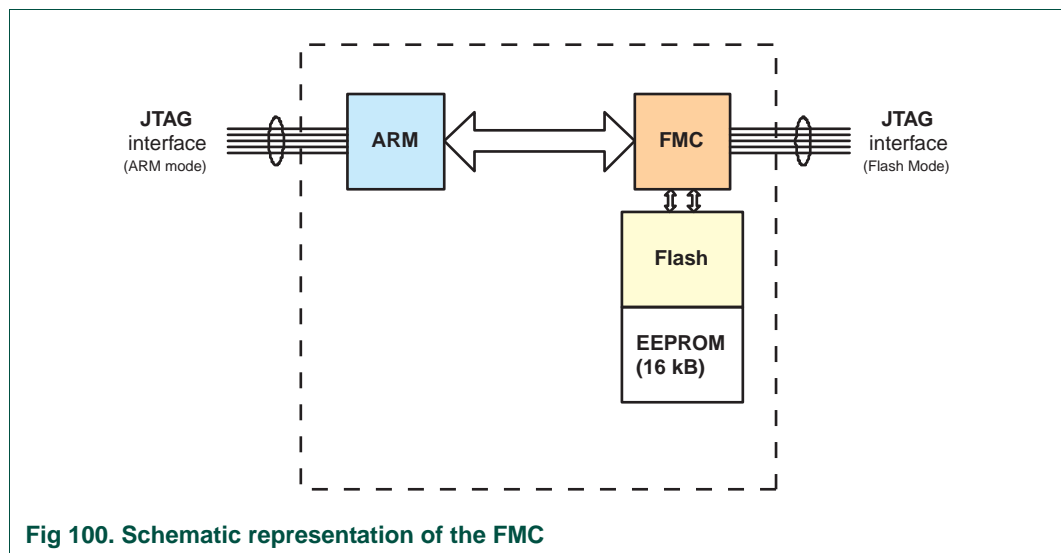 JTAG
interface
(ARM mode)
ARM
FMC
JTAG
interface
(Flash Mode)
Flash
EEPROM
(16 kB)
Fig 100. Schematic representation of the FMC